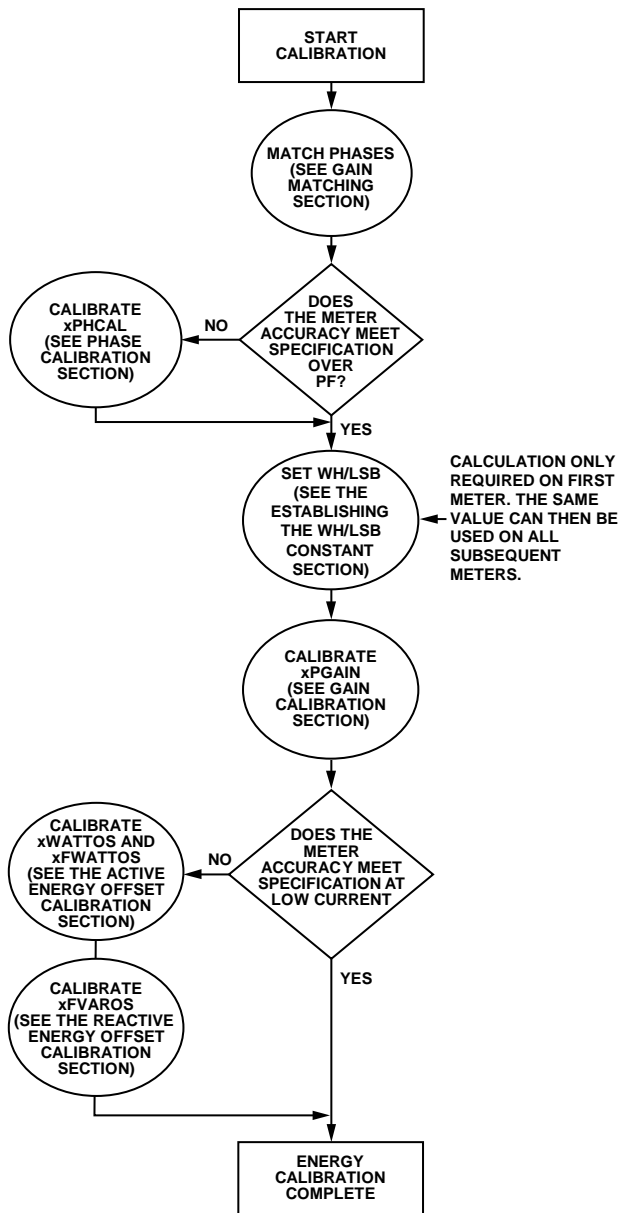 START
CALIBRATION
MATCH PHASES
(SEE GAIN
MATCHING
SECTION)
DOES
THE METER
ACCURACY MEET
SPECIFICATION
OVER
PF?
NO
CALIBRATE
xPHCAL
(SEE PHASE
CALIBRATION
SECTION)
YES
SET WH/LSB
(SEE THE
ESTABLISHING
THE WH/LSB
CONSTANT
SECTION)
CALCULATION ONLY
REQUIRED ON FIRST
METER. THE SAME
VALUE CAN THEN BE
USED ON ALL
SUBSEQUENT
METERS.
CALIBRATE
xPGAIN
(SEE GAIN
CALIBRATION
SECTION)
DOES THE
METER
ACCURACY MEET
SPECIFICATION AT
LOW CURRENT
NO
CALIBRATE
xWATTOS AND
xFWATTOS
(SEE THE ACTIVE
ENERGY OFFSET
CALIBRATION
SECTION)
CALIBRATE
xFVAROS
(SEE THE REACTIVE
ENERGY OFFSET
CALIBRATION
SECTION)
YES
ENERGY
CALIBRATION
COMPLETE